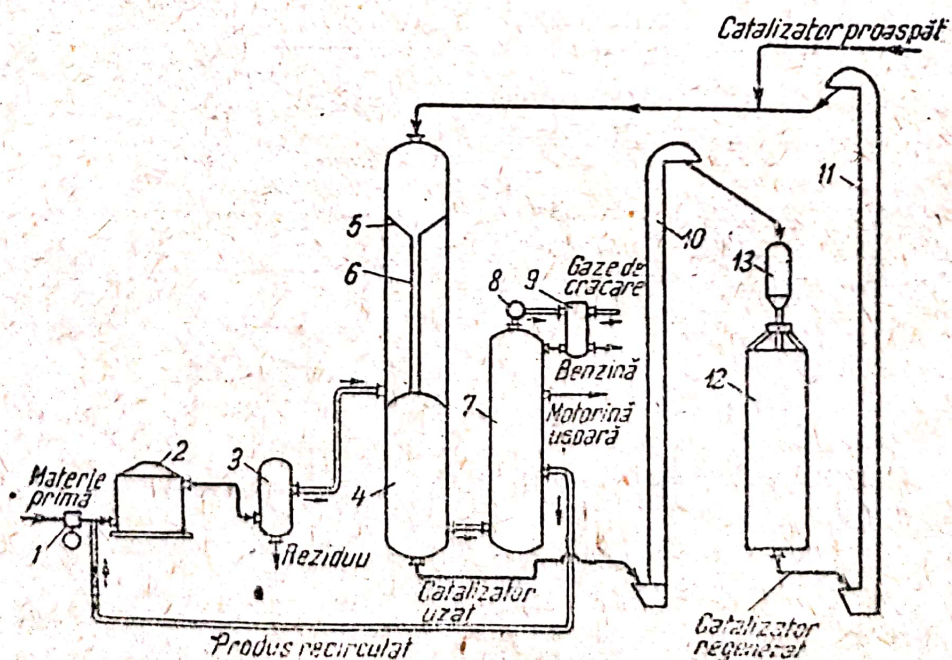 Catalizator proaspăt
11
5
10
6
13
Gaze de
cracare
8
9
Benzină
12
7
Motorină
ușoară
2
3
Materie
primă
4
1
Reziduu
Catalizator
uzat
Catalizator
regenerat
Produs recirculat